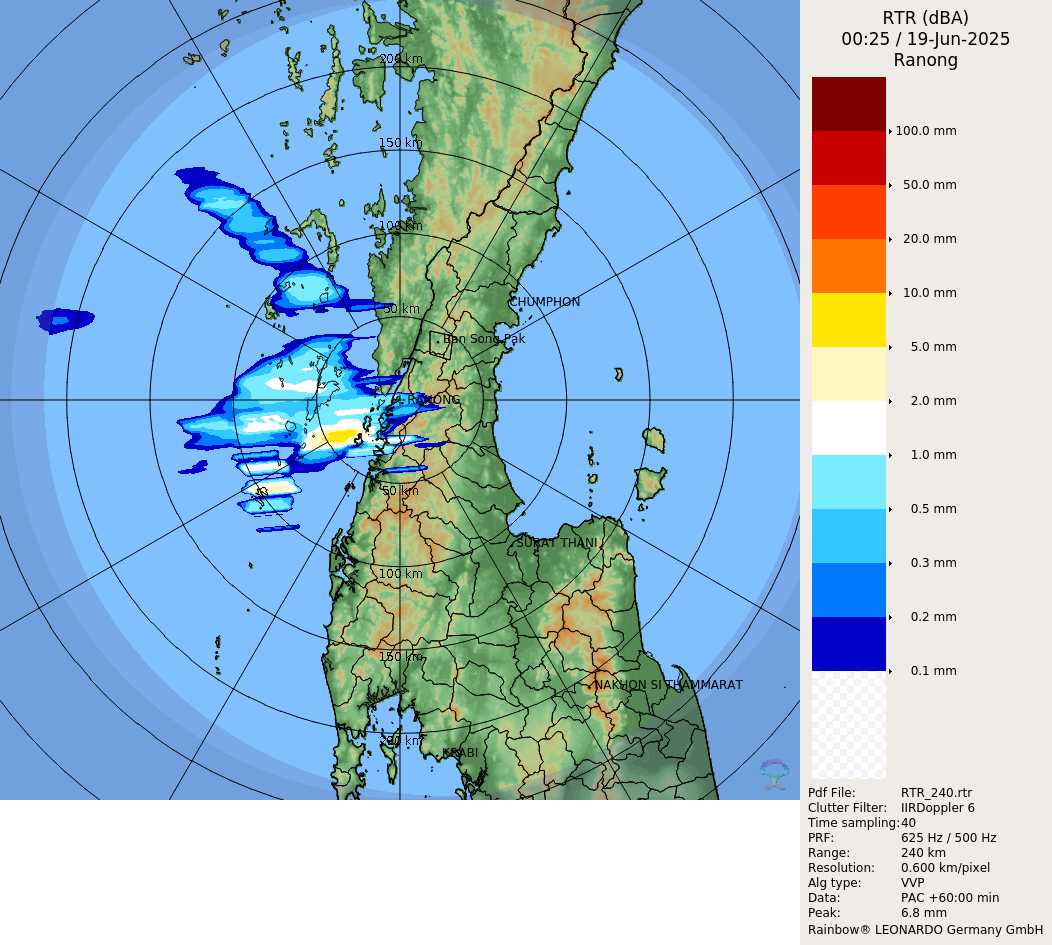 RTR (dBA)
00:25 / 19-Jun-2025
Ranong
100.0 mm
50.0 mm
20.0 mm
10.0 mm
5.0 mm
2.0 mm
1.0 mm
0.5 mm
0.3 mm
0.2 mm
0.1 mm
200 km
150 km
100 km
50 km
CHUMPHON
Ban Song Pak
RANONG
50 km
SURAT THANI
100 km
150 km
NAKHON SI THAMMARAT
200 km
KRABI
Pdf File: RTR_240.rtr
Clutter Filter: IIRDoppler 6
Time sampling:40
PRF: 625 Hz / 500 Hz
Range: 240 km
Resolution: 0.600 km/pixel
Alg type: VVP
Data: PAC +60:00 min
Peak: 6.8 mm
Rainbow® LEONARDO Germany GmbH